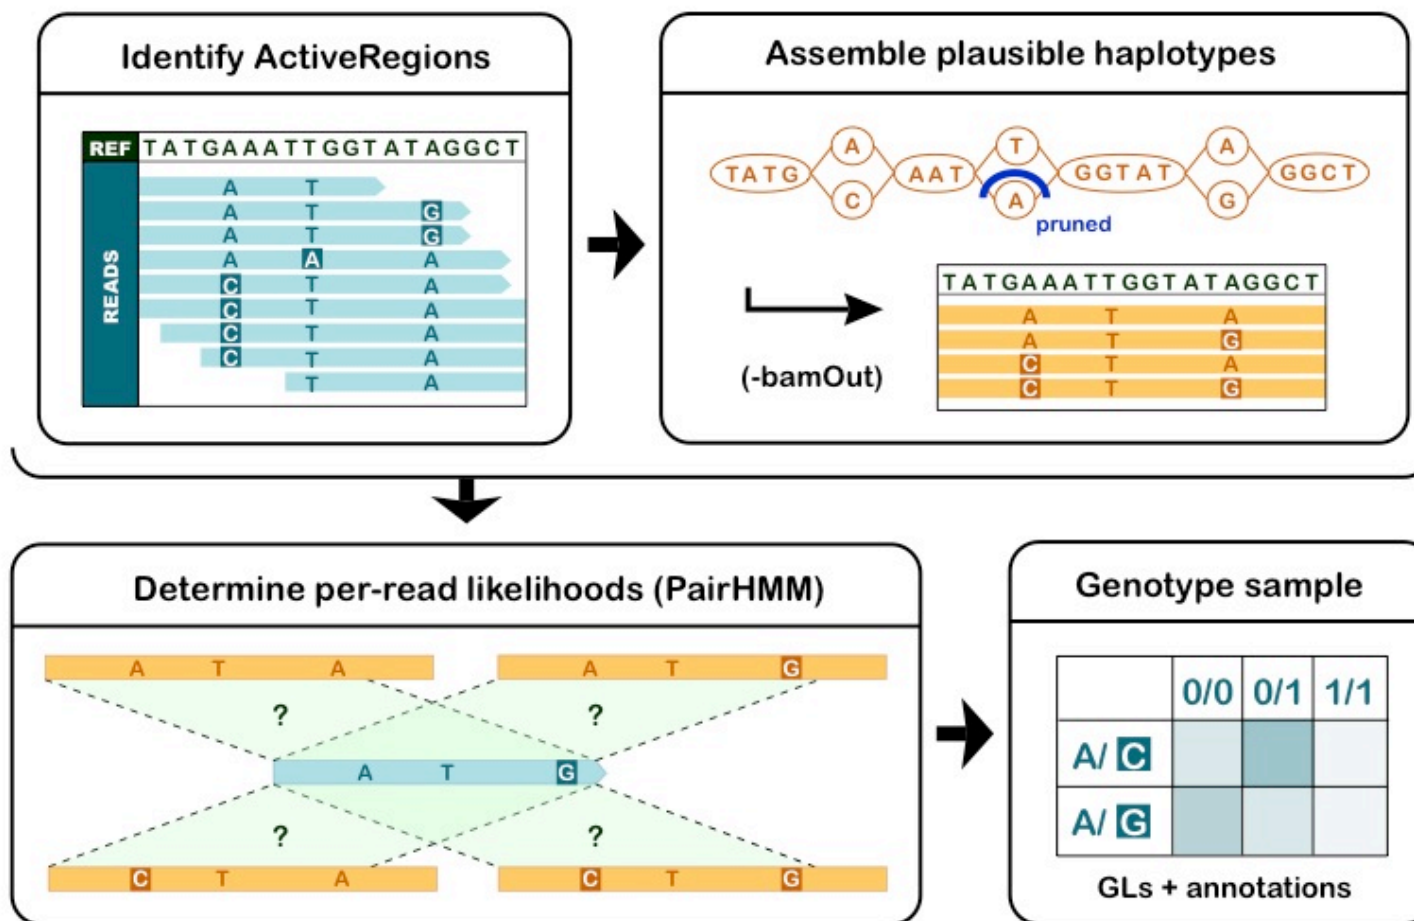 Identify ActiveRegions
REF TATGAAATTGGTATAGGCT
READS
A T
A T G
A T G
A A A
C T A
C T A
C T A
C T A
T A
Assemble plausible haplotypes
A T A
TATG AAT GGTAT GGCT
C A G
pruned
(-bamOut)
TATGAAATTGGTATAGGCT
A T A
A T G
C T A
C T G
Determine per-read likelihoods (PairHMM)
A T A A T G
? ?
A T G
? ?
C T A C T G
Genotype sample
0/0 0/1 1/1
A/ C
A/ G
GLs + annotations